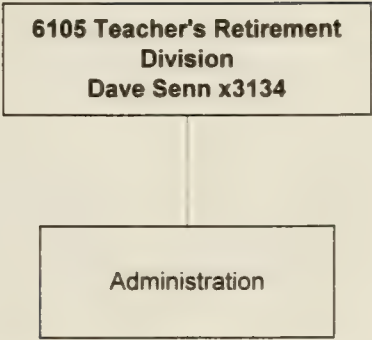 6105 Teacher's Retirement
Division
Dave Senn x3134
Administration